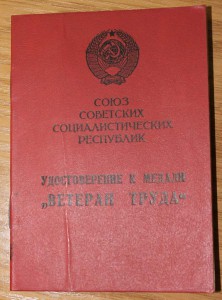 СОЮЗ
СОВЕТСКИХ
СОЦИАЛИСТИЧЕСКИХ
РЕСПУБЛИК
УДОСТОВЕРЕНИЕ К МЕДАЛИ
„ВЕТЕРАН ТРУДА“